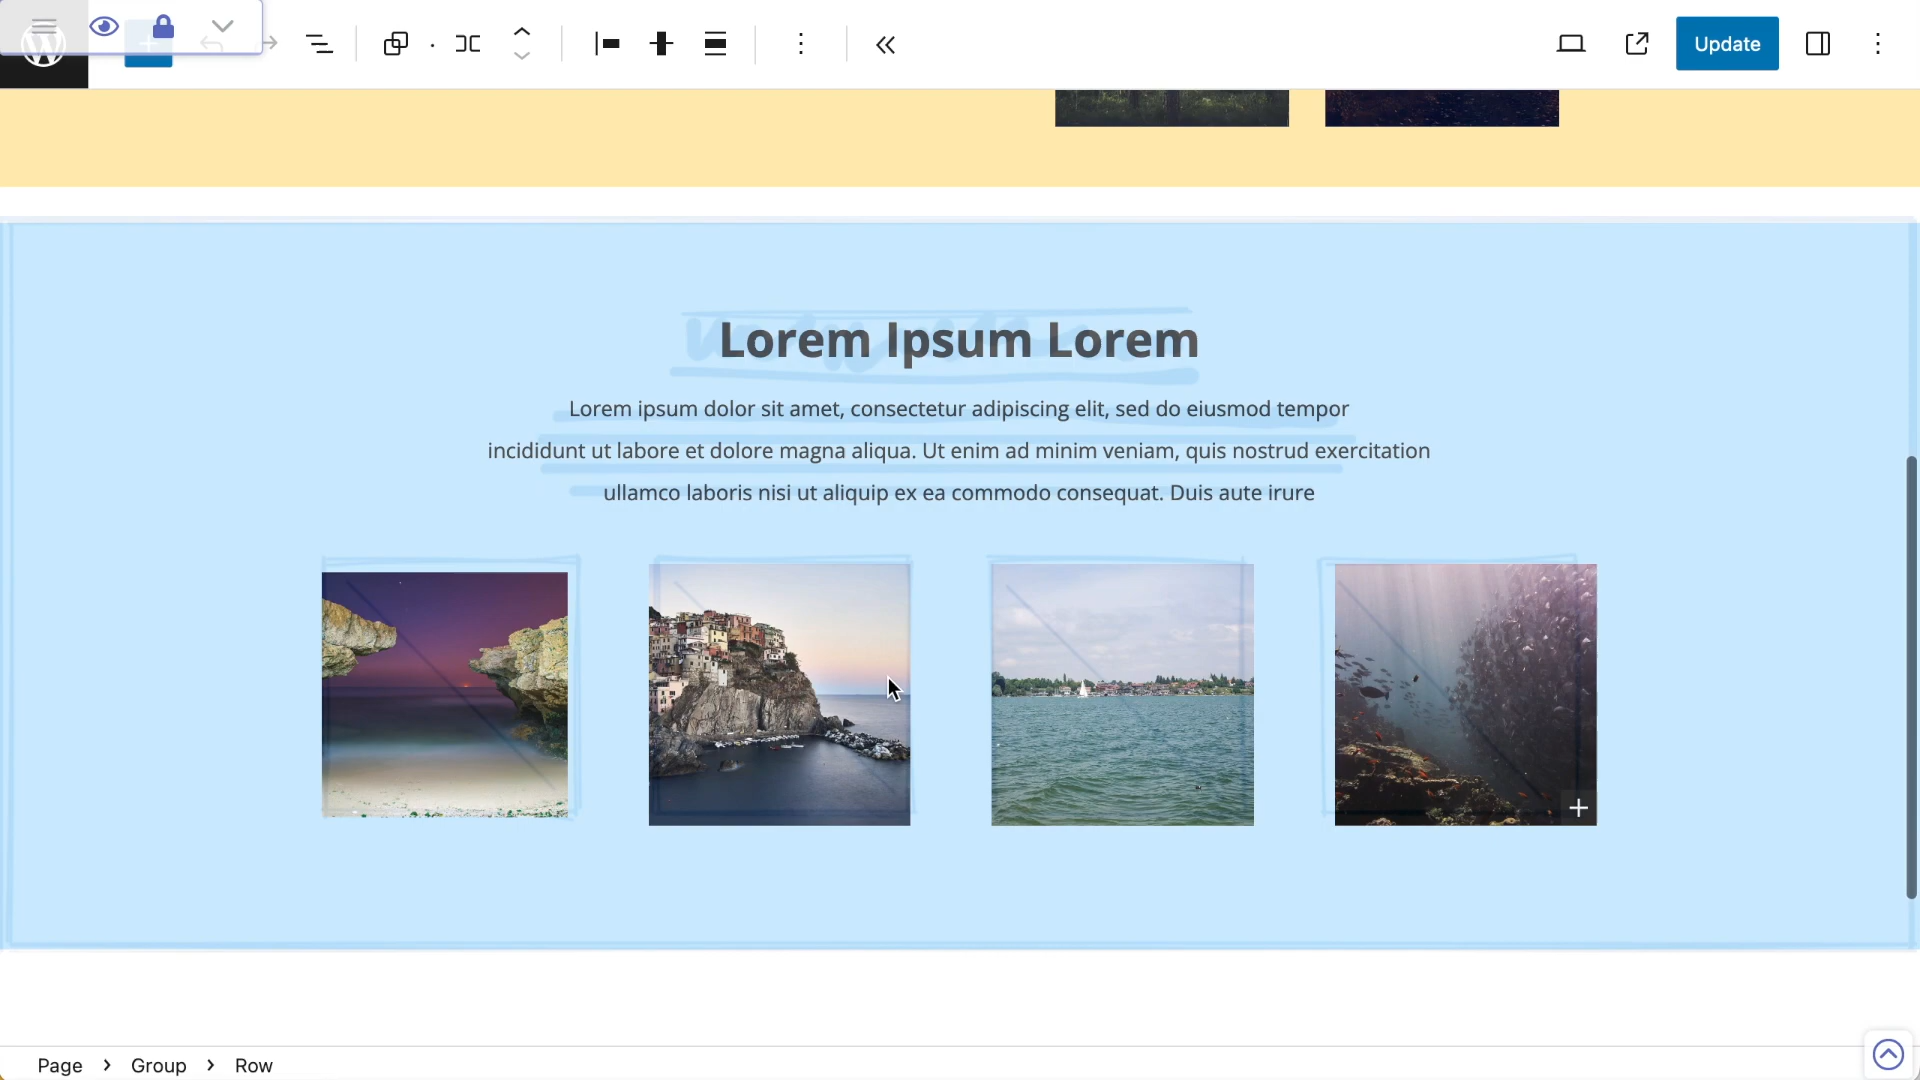 Update
Lorem Ipsum Lorem
Lorem ipsum dolor sit amet, consectetur adipiscing elit, sed do eiusmod tempor
incididunt ut labore et dolore magna aliqua. Ut enim ad minim veniam, quis nostrud exercitation
ullamco laboris nisi ut aliquip ex ea commodo consequat. Duis aute irure
Page > Group > Row